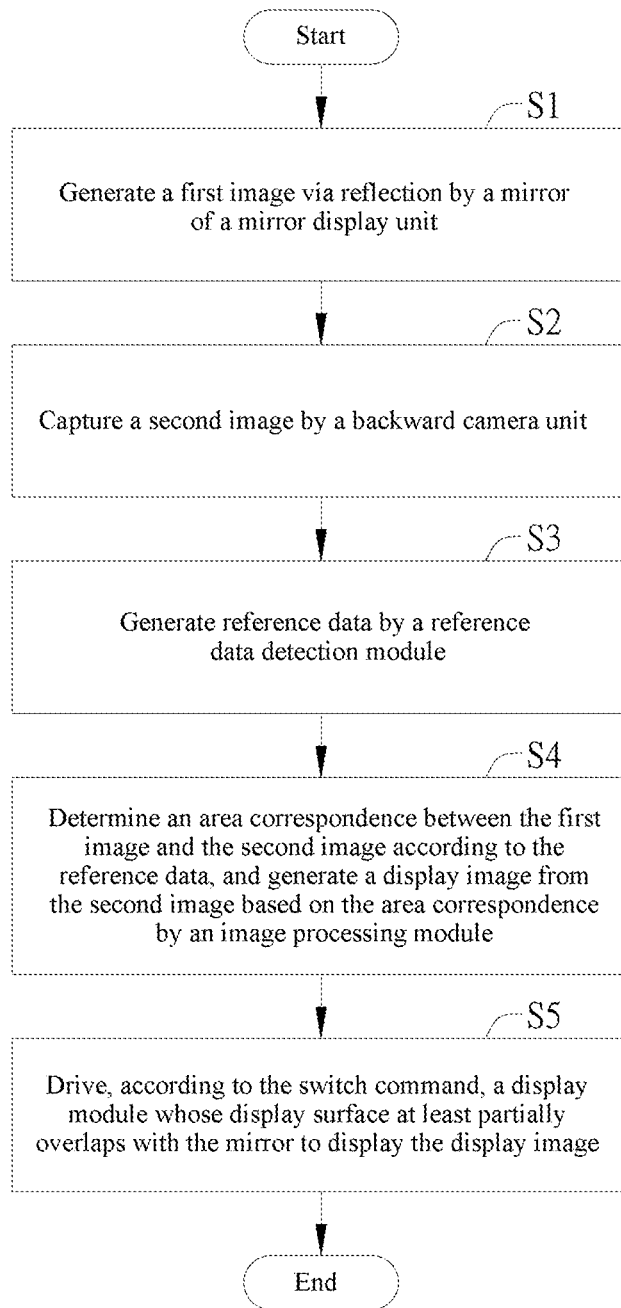 Start
S1
Generate a first image via reflection by a mirror
of a mirror display unit
S2
Capture a second image by a backward camera unit
S3
Generate reference data by a reference
data detection module
S4
Determine an area correspondence between the first
image and the second image according to the
reference data, and generate a display image from
the second image based on the area correspondence
by an image processing module
S5
Drive, according to the switch command, a display
module whose display surface at least partially
overlaps with the mirror to display the display image
End